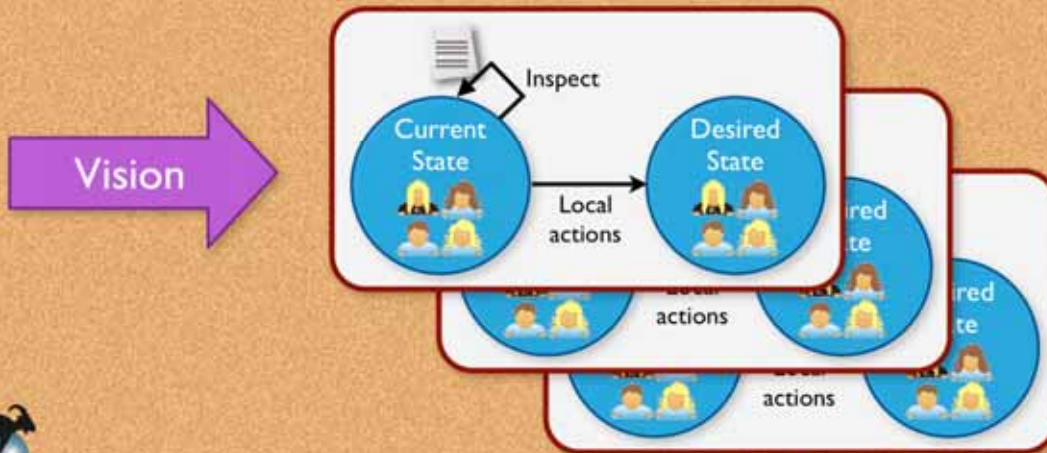 Vision
Inspect
Current
State
Desired
State
Local
actions
actions
actions